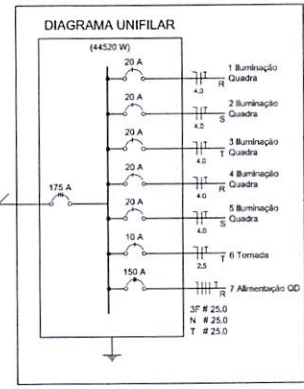 DIAGRAMA UNIFILAR
(44520 W)
20 A
4,0
R
1 Iluminação
Quadra
20 A
4,0
S
2 Iluminação
Quadra
20 A
4,0
T
3 Iluminação
Quadra
20 A
4,0
R
4 Iluminação
Quadra
175 A
20 A
4,0
S
5 Iluminação
Quadra
10 A
2,5
T
6 Tomada
150 A
R
7 Alimentação QD
3F # 25.0
N # 25.0
T # 25.0